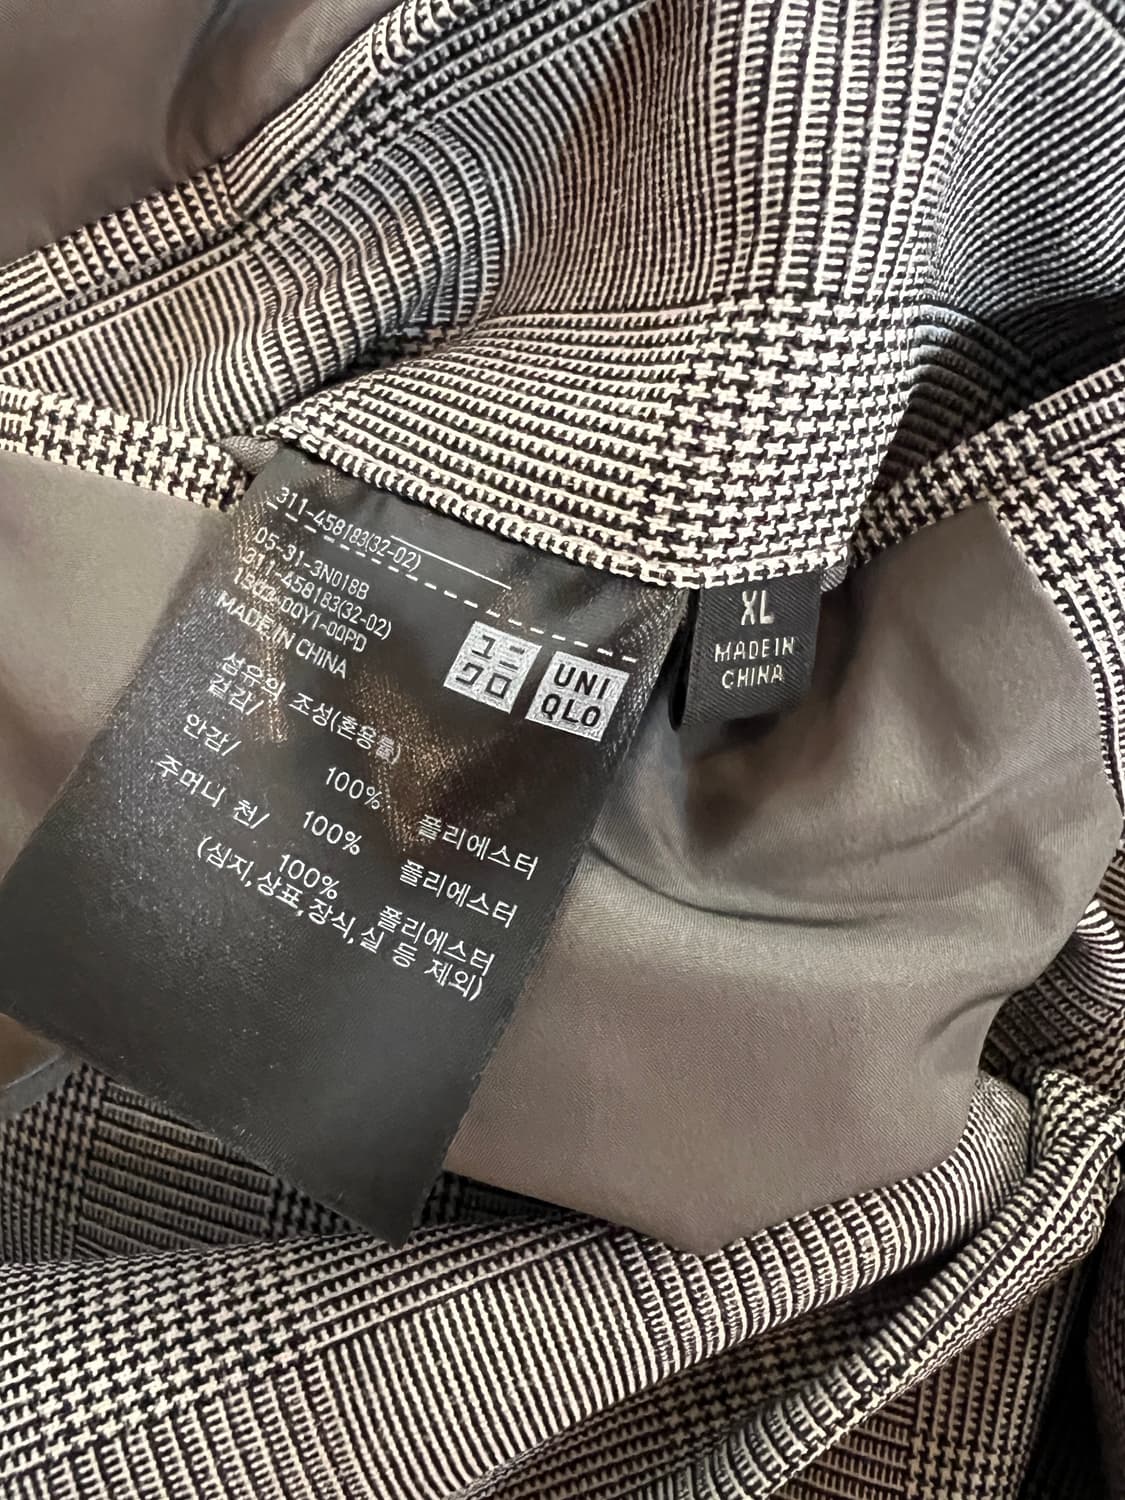 311-458183(32-02)
05-31-3N018B
311-458183(32-02)
MADE IN CHINA
ユニ
クロ
UNI
QLO
XL
MADE IN
CHINA
섬유의 조성(혼용률)
겉감/
100% 폴리에스터
안감/
100% 폴리에스터
주머니 천/
100% 폴리에스터
(심지,상표,장식,실 등 제외)